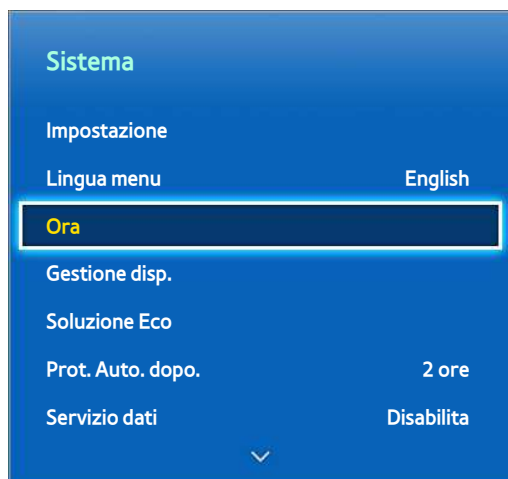 Sistema
Impostazione
Lingua menu English
Ora
Gestione disp.
Soluzione Eco
Prot. Auto. dopo. 2 ore
Servizio dati Disabilita